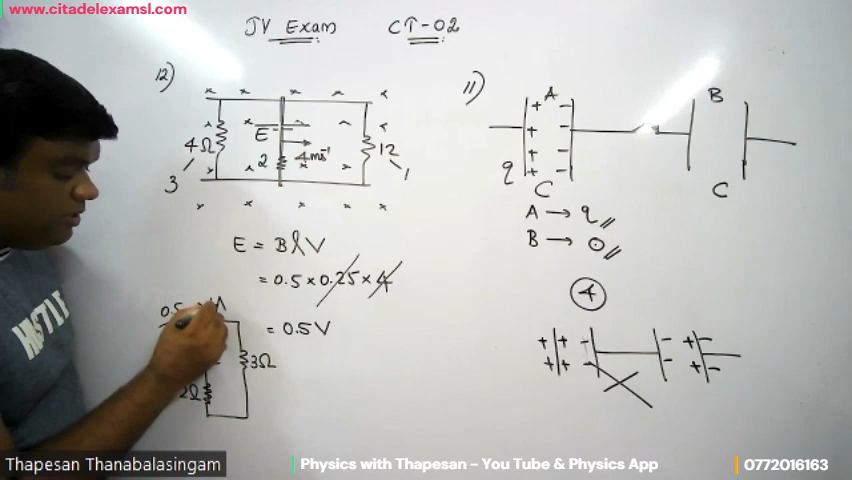 www.citadelexamsl.com
JV Exam CT-02
12)
4Ω
E
2
4ms⁻¹
12
3
1
E = BlV
= 0.5 × 0.25 × 4
= 0.5V
0.5
3Ω
2Ω
11)
A
B
q
C
C
A → q
B → 0
4
Thapesan Thanabalasingam
Physics with Thapesan - You Tube & Physics App
0772016163